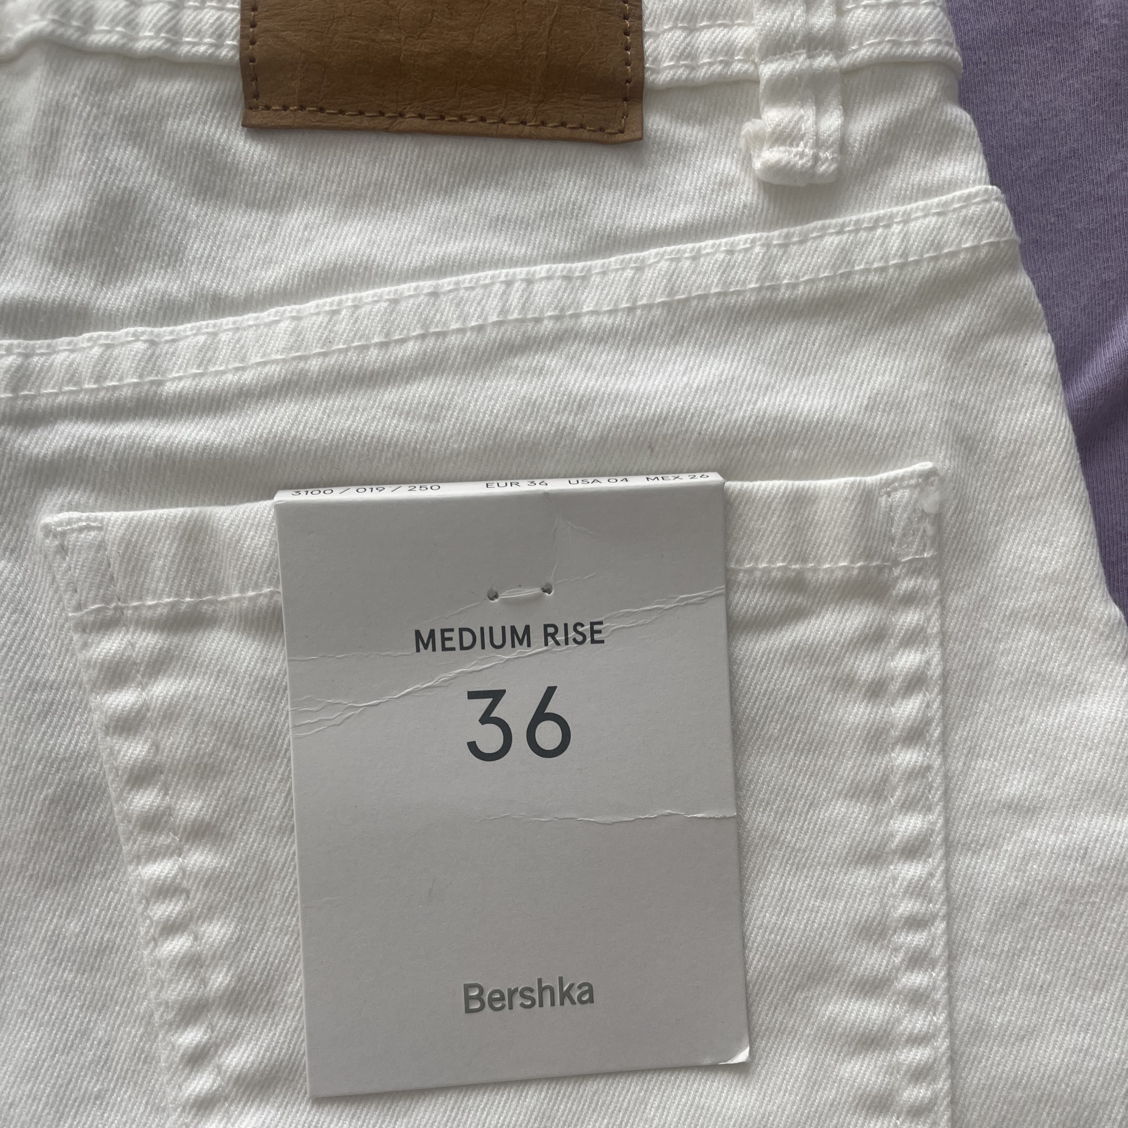 3100 / 019 / 250 EUR 36 USA 04 MEX 26
MEDIUM RISE
36
Bershka